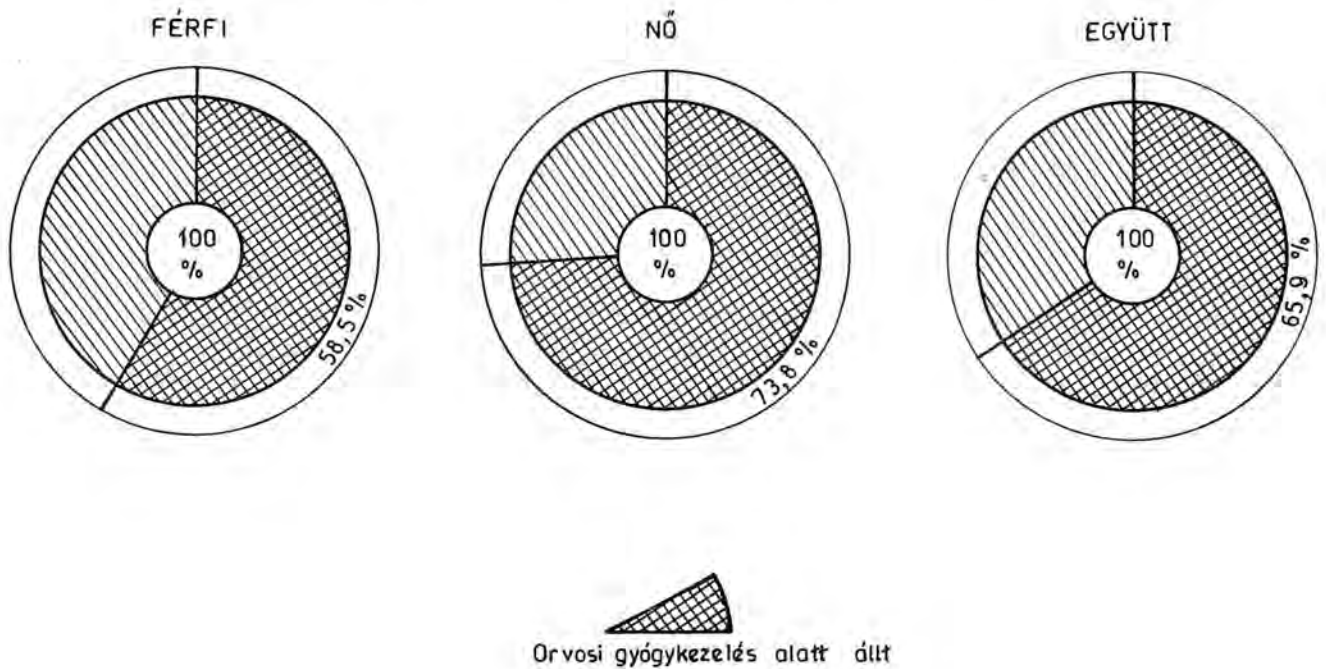 FÉRFI
100
%
58,5%
NŐ
100
%
73,8 %
EGYÜTT
100
%
65,9 %
Orvosi gyógykezelés alatt állt